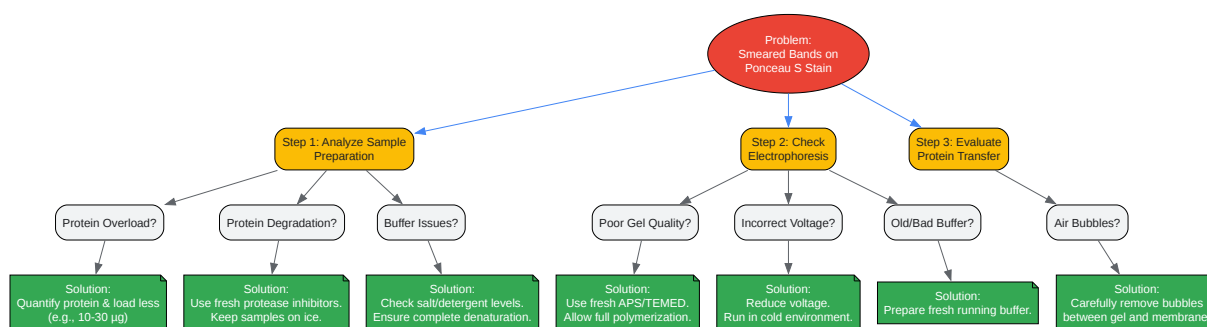 Problem:
Smeared Bands on
Ponceau S Stain
Step 1: Analyze Sample
Preparation
Step 2: Check
Electrophoresis
Step 3: Evaluate
Protein Transfer
Protein Overload?
Protein Degradation?
Buffer Issues?
Poor Gel Quality?
Incorrect Voltage?
Old/Bad Buffer?
Air Bubbles?
Solution:
Quantify protein & load less
(e.g., 10-30 µg)
Solution:
Use fresh protease inhibitors.
Keep samples on ice.
Solution:
Check salt/detergent levels.
Ensure complete denaturation.
Solution:
Use fresh APS/TEMED.
Allow full polymerization.
Solution:
Reduce voltage.
Run in cold environment.
Solution:
Prepare fresh running buffer.
Solution:
Carefully remove bubbles
between gel and membrane